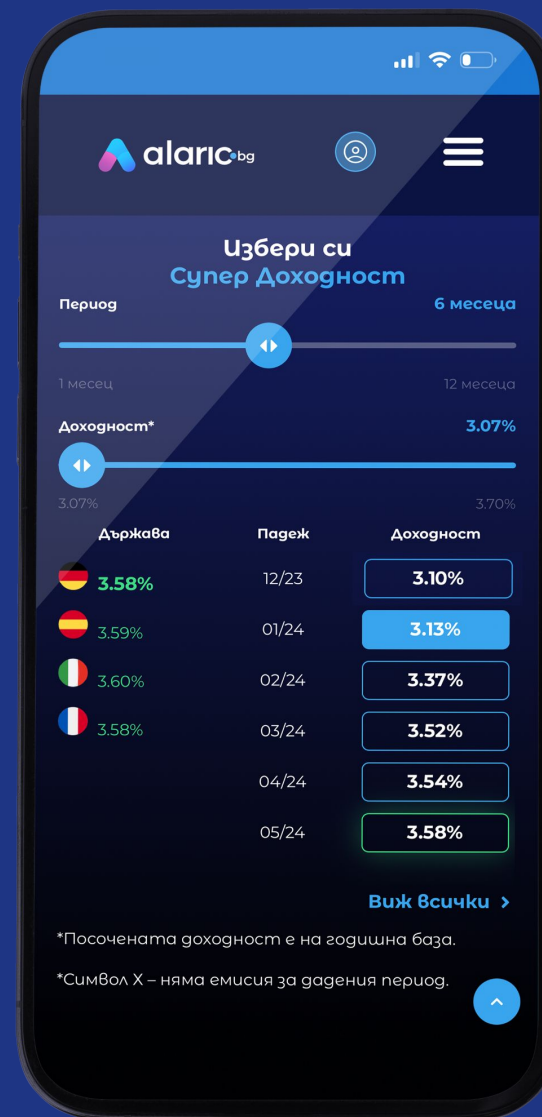 alaric.bg
Избери си
Супер Доходност
Период 6 месеца
1 месец 12 месеца
Доходност* 3.07%
3.07% 3.70%
Държава Падеж Доходност
3.58% 12/23 3.10%
3.59% 01/24 3.13%
3.60% 02/24 3.37%
3.58% 03/24 3.52%
04/24 3.54%
05/24 3.58%
Виж всички >
*Посочената доходност е на годишна база.
*Символ X – няма емисия за дадения период.